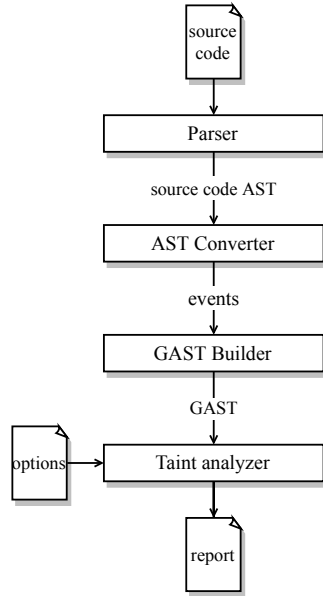 source
code
Parser
source code AST
AST Converter
events
GAST Builder
GAST
options
Taint analyzer
report